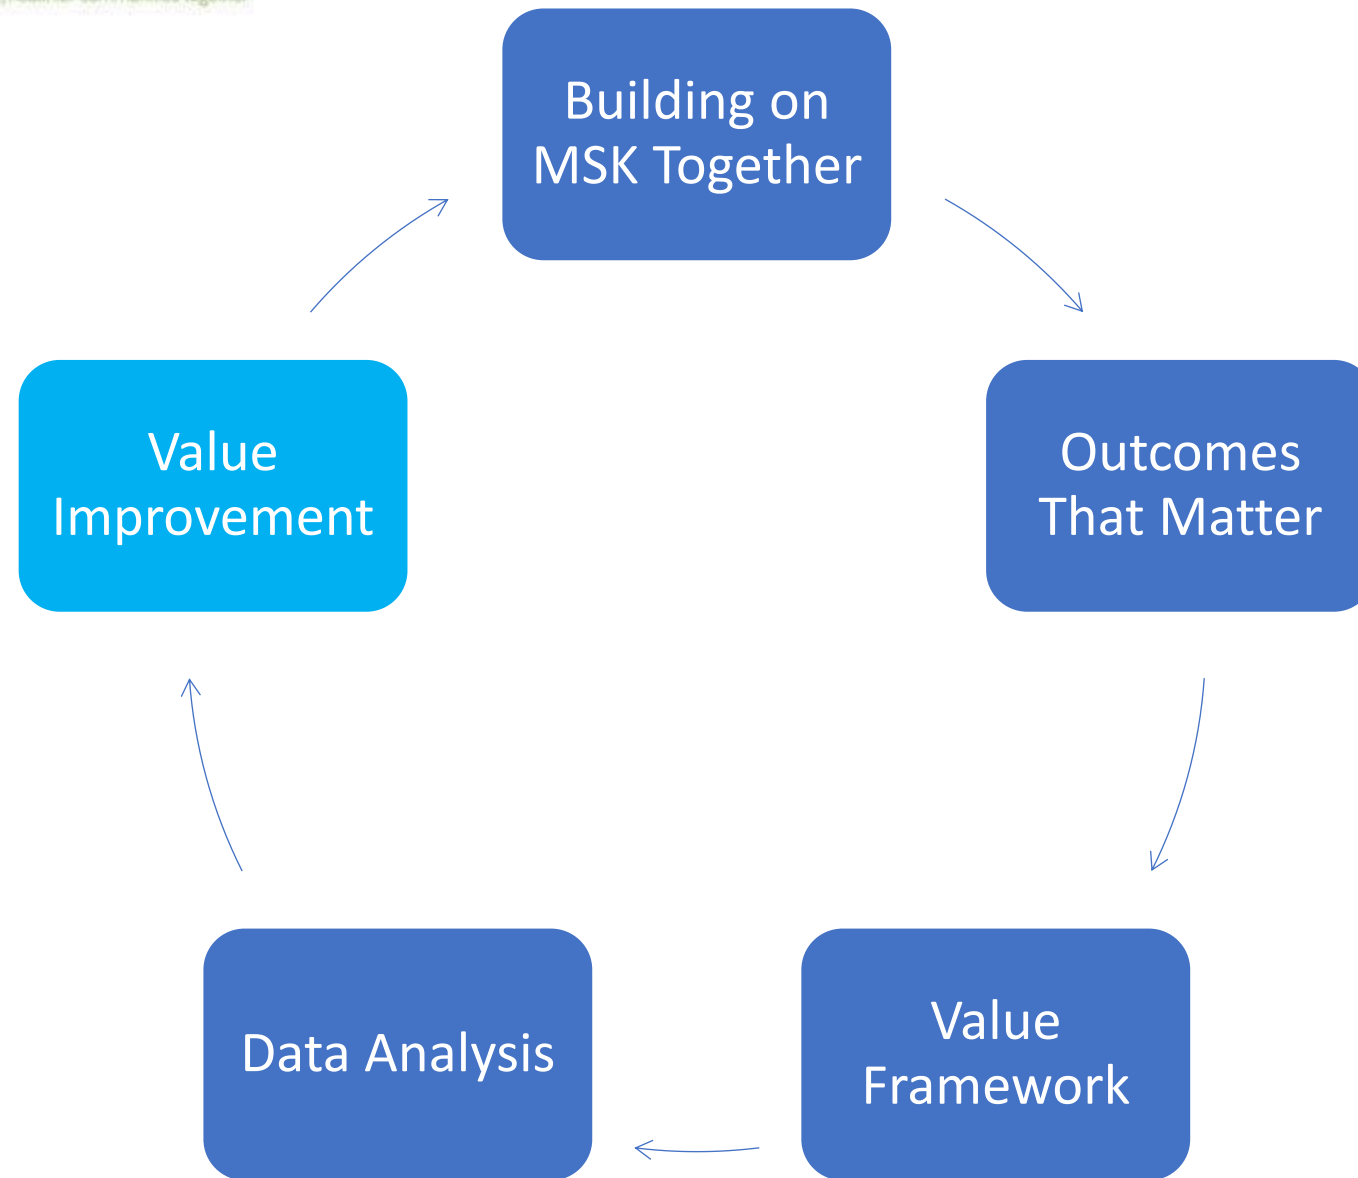 Building on
MSK Together
Outcomes
That Matter
Value
Framework
Data Analysis
Value
Improvement